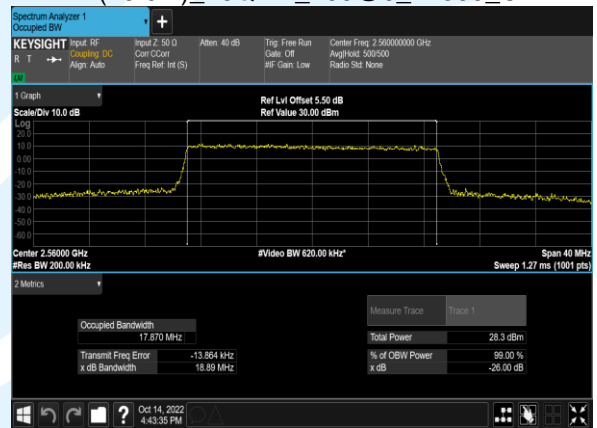 Spectrum Analyzer 1
Occupied BW
+
KEYSIGHT
R T
LW
Input: RF
Coupling: DC
Align: Auto
Input Z: 50 Ω
Corr CCorr
Freq Ref: Int (S)
Atten: 40 dB
Trig: Free Run
Gate: Off
#IF Gain: Low
Center Freq: 2.560000000 GHz
Avg|Hold: 500/500
Radio Std: None
1 Graph
Scale/Div 10.0 dB
Ref Lvl Offset 5.50 dB
Ref Value 30.00 dBm
Log
20.0
10.0
0.00
-10.0
-20.0
-30.0
-40.0
-50.0
-60.0
Center 2.56000 GHz
#Res BW 200.00 kHz
#Video BW 620.00 kHz*
Span 40 MHz
Sweep 1.27 ms (1001 pts)
2 Metrics
Measure Trace Trace 1
Occupied Bandwidth
17.870 MHz
Total Power 28.3 dBm
Transmit Freq Error -13.864 kHz
% of OBW Power 99.00 %
x dB Bandwidth 18.89 MHz
x dB -26.00 dB
?
Oct 14, 2022
4:43:35 PM